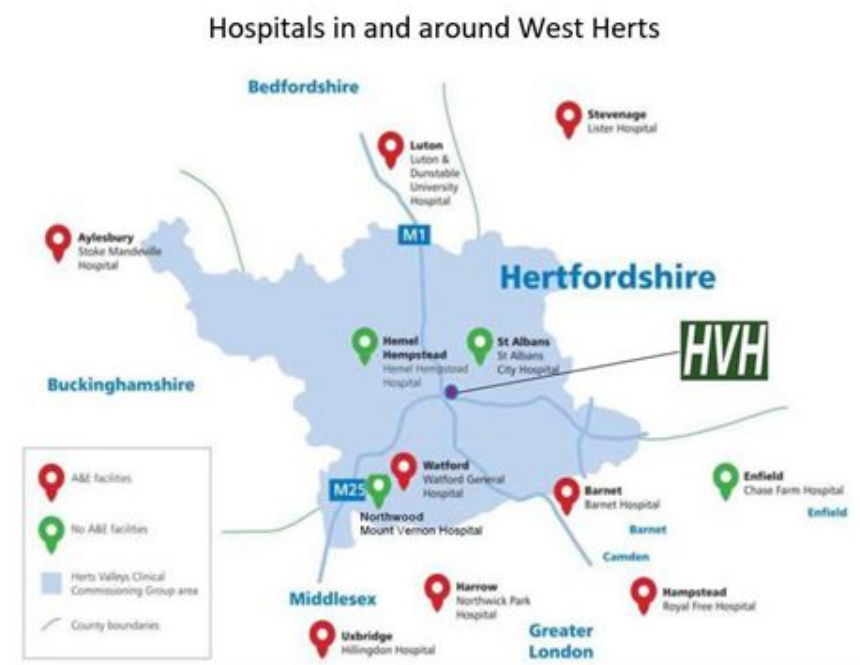 Hospitals in and around West Herts
Bedfordshire
Stevenage
Lister Hospital
Luton
Luton &
Dunstable
University
Hospital
M1
Aylesbury
Stoke Mandeville
Hospital
Hertfordshire
HVH
Hemel
Hempstead
Hemel Hempstead
Hospital
St Albans
St Albans
City Hospital
Buckinghamshire
A&E facilities
No A&E facilities
Herts Valleys Clinical
Commissioning Group area
County boundaries
Watford
Watford General
Hospital
M25
Northwood
Mount Vernon Hospital
Barnet
Barnet Hospital
Enfield
Chase Farm Hospital
Enfield
Barnet
Camden
Middlesex
Harrow
Northwick Park
Hospital
Hampstead
Royal Free Hospital
Uxbridge
Hillingdon Hospital
Greater
London